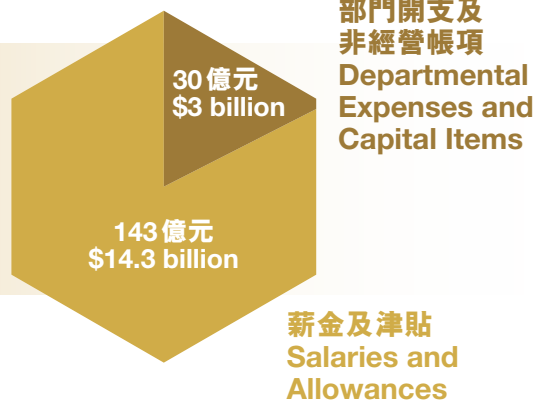 部門開支及
非經營帳項
Departmental
Expenses and
Capital Items
30億元
$3 billion
143億元
$14.3 billion
薪金及津貼
Salaries and
Allowances